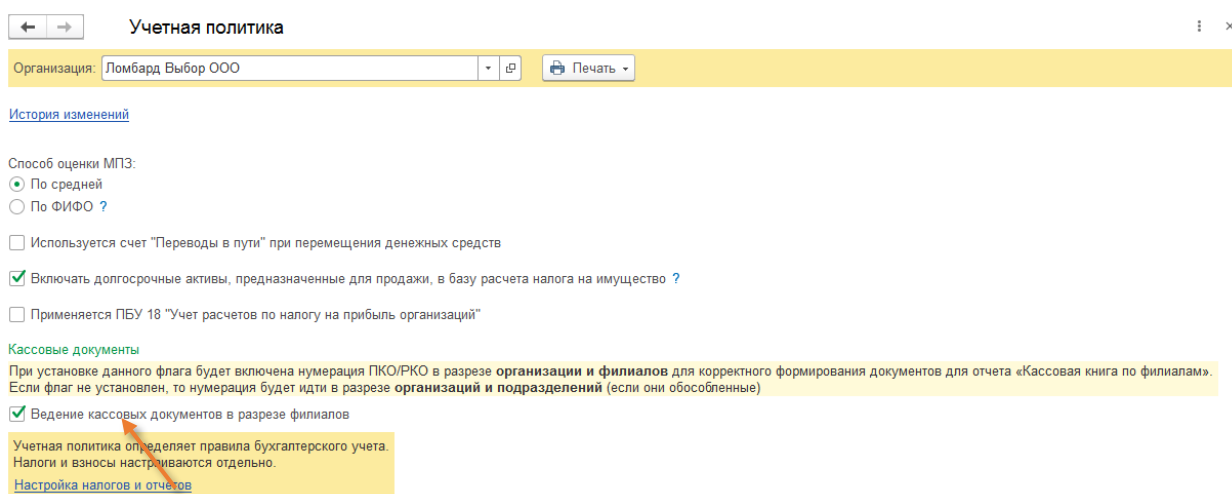 Учетная политика
Организация: Ломбард Выбор ООО Печать
История изменений
Способ оценки МПЗ:
По средней
По ФИФО ?
Используется счет "Переводы в пути" при перемещения денежных средств
Включать долгосрочные активы, предназначенные для продажи, в базу расчета налога на имущество ?
Применяется ПБУ 18 "Учет расчетов по налогу на прибыль организаций"
Кассовые документы
При установке данного флага будет включена нумерация ПКО/РКО в разрезе организации и филиалов для корректного формирования документов для отчета «Кассовая книга по филиалам».
Если флаг не установлен, то нумерация будет идти в разрезе организаций и подразделений (если они обособленные)
Ведение кассовых документов в разрезе филиалов
Учетная политика определяет правила бухгалтерского учета.
Налоги и взносы настраиваются отдельно.
Настройка налогов и отчетов